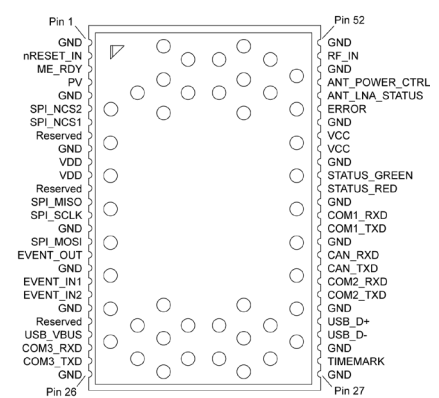 Pin 1
Pin 52
GND
nRESET_IN
ME_RDY
PV
GND
SPI_NCS2
SPI_NCS1
Reserved
GND
VDD
VDD
Reserved
SPI_MISO
SPI_SCLK
GND
SPI_MOSI
EVENT_OUT
GND
EVENT_IN1
EVENT_IN2
GND
Reserved
USB_VBUS
COM3_RXD
COM3_TXD
GND
Pin 26
GND
RF_IN
GND
ANT_POWER_CTRL
ANT_LNA_STATUS
ERROR
GND
VCC
VCC
GND
STATUS_GREEN
STATUS_RED
GND
COM1_RXD
COM1_TXD
GND
CAN_RXD
CAN_TXD
COM2_RXD
COM2_TXD
GND
USB_D+
USB_D-
GND
TIMEMARK
GND
Pin 27